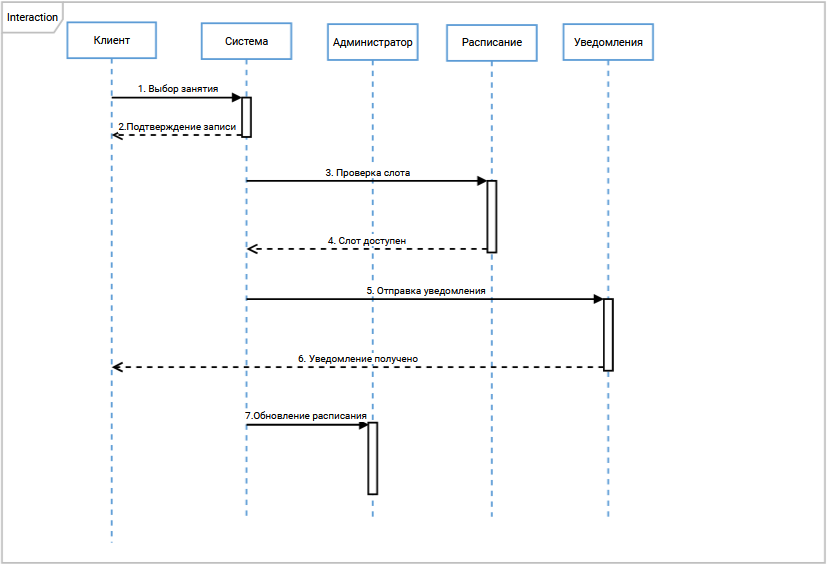 Interaction
Клиент
Система
Администратор
Расписание
Уведомления
1. Выбор занятия
2.Подтверждение записи
3. Проверка слота
4. Слот доступен
5. Отправка уведомления
6. Уведомление получено
7.Обновление расписания